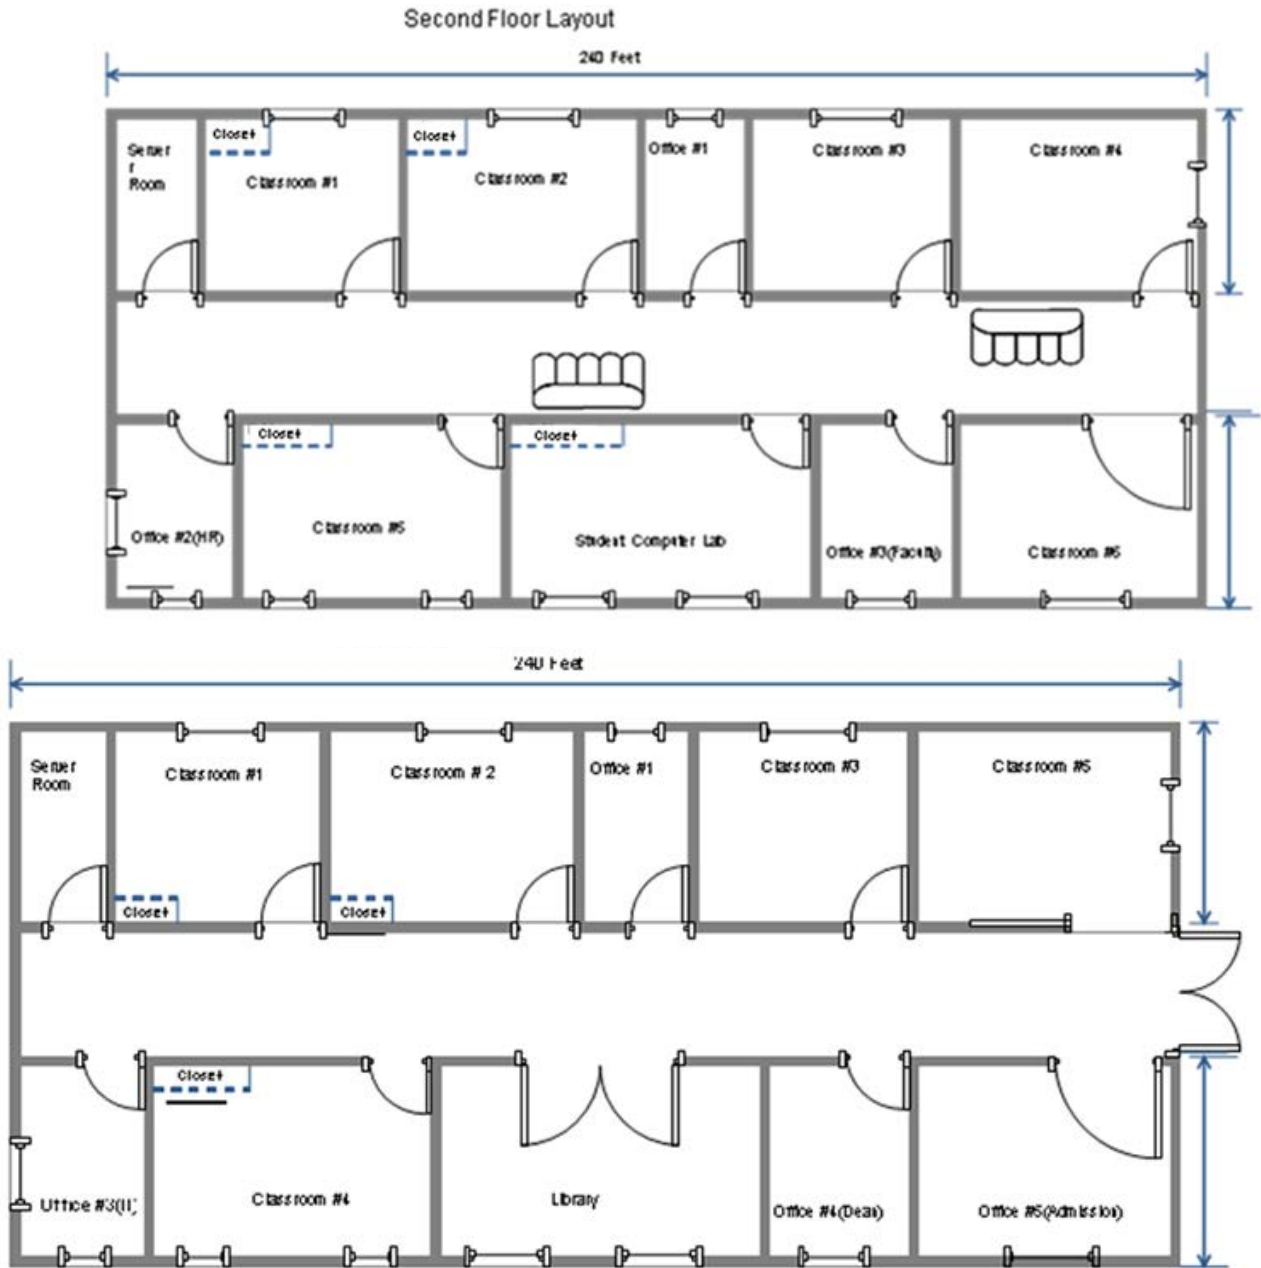 Second Floor Layout
240 Feet
Closet
Closet
Server
r
Room
Office #1
Classroom #3
Classroom #4
Classroom #1
Classroom #2
Closet
Closet
Office #2(HR)
Classroom #5
Student Computer Lab
Office #3(Faculty)
Classroom #6
240 Feet
Server
Room
Classroom #1
Classroom # 2
Office #1
Classroom #3
Classroom #5
Closet
Closet
Closet
Office #3(IT)
Classroom #4
Library
Office #4(Dean)
Office #5(Admission)